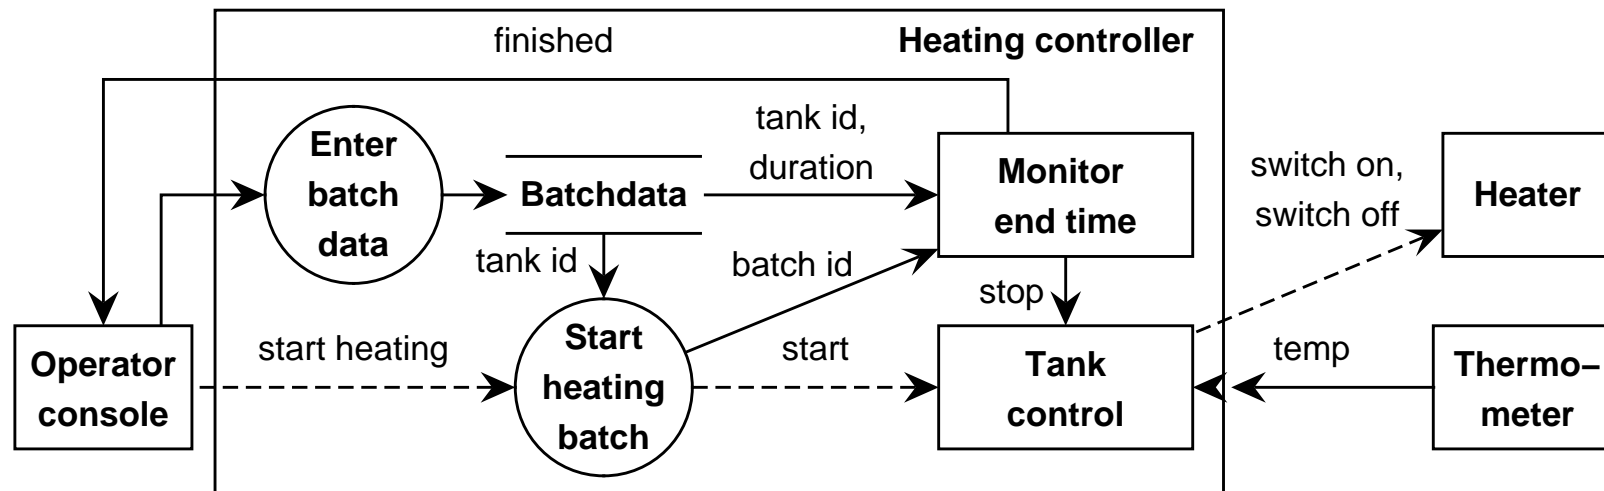 finished
Heating controller
tank id,
duration
Enter
batch
data
Batchdata
Monitor
end time
switch on,
switch off
Heater
tank id
batch id
stop
Operator
console
start heating
Start
heating
batch
start
Tank
control
temp
Thermo–
meter